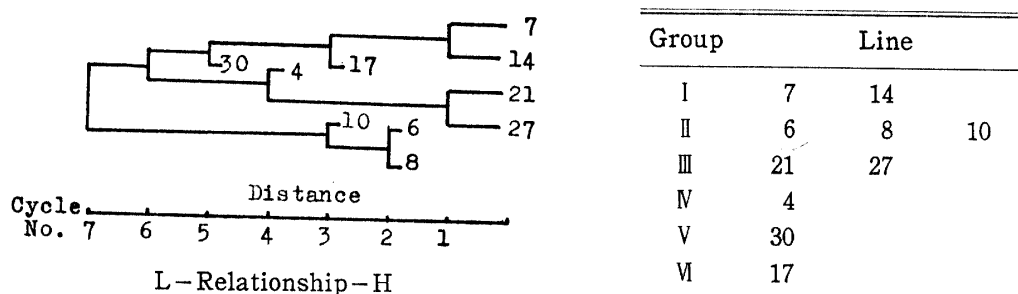 7
14
30
4
17
21
27
10
6
8
Distance
Cycle
No. 7 6 5 4 3 2 1
L-Relationship-H
Group Line
Ⅰ 7 14
Ⅱ 6 8 10
Ⅲ 21 27
Ⅳ 4
Ⅴ 30
Ⅵ 17